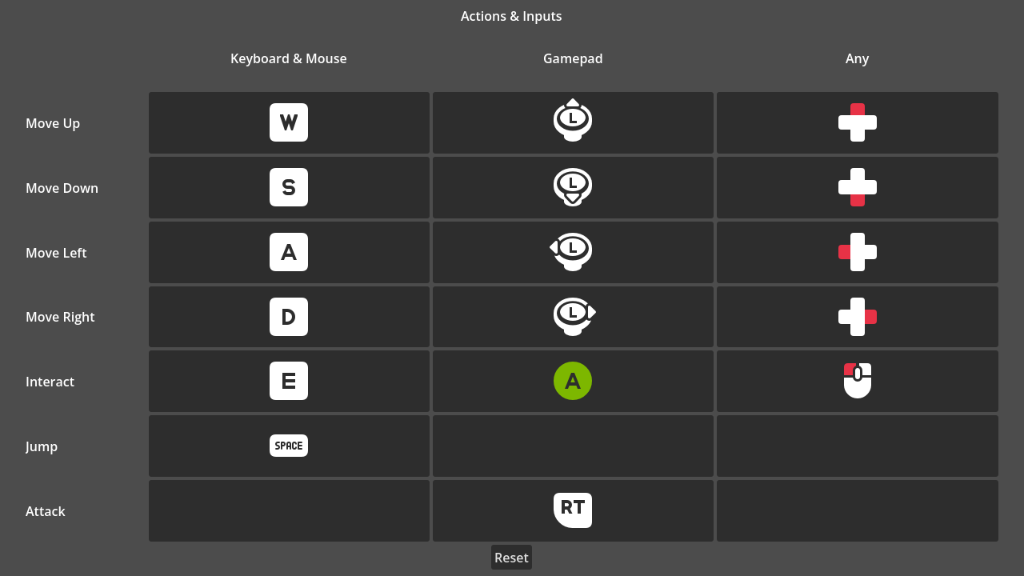 Actions & Inputs
Keyboard & Mouse Gamepad Any
Move Up W L
Move Down S L
Move Left A L
Move Right D L
Interact E A
Jump SPACE
Attack RT
Reset